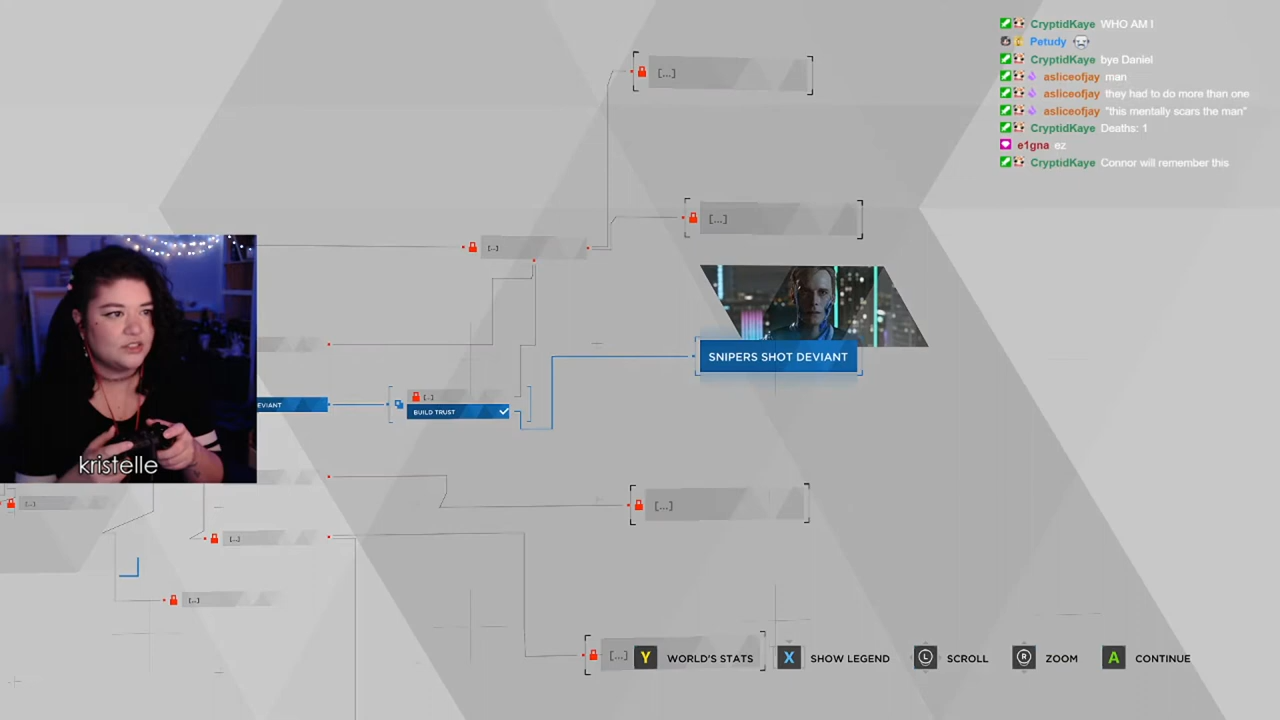 CryptidKaye WHO AM I
Petudy
CryptidKaye bye Daniel
asliceofjay man
asliceofjay they had to do more than one
asliceofjay "this mentally scars the man"
CryptidKaye Deaths: 1
e1gna ez
CryptidKaye Connor will remember this
[...]
[...]
[...]
SNIPERS SHOT DEVIANT
[...]
EVIANT
BUILD TRUST
kristelle
[...]
[...]
[...]
[...]
[...]
Y WORLD'S STATS
X SHOW LEGEND
L SCROLL
R ZOOM
A CONTINUE